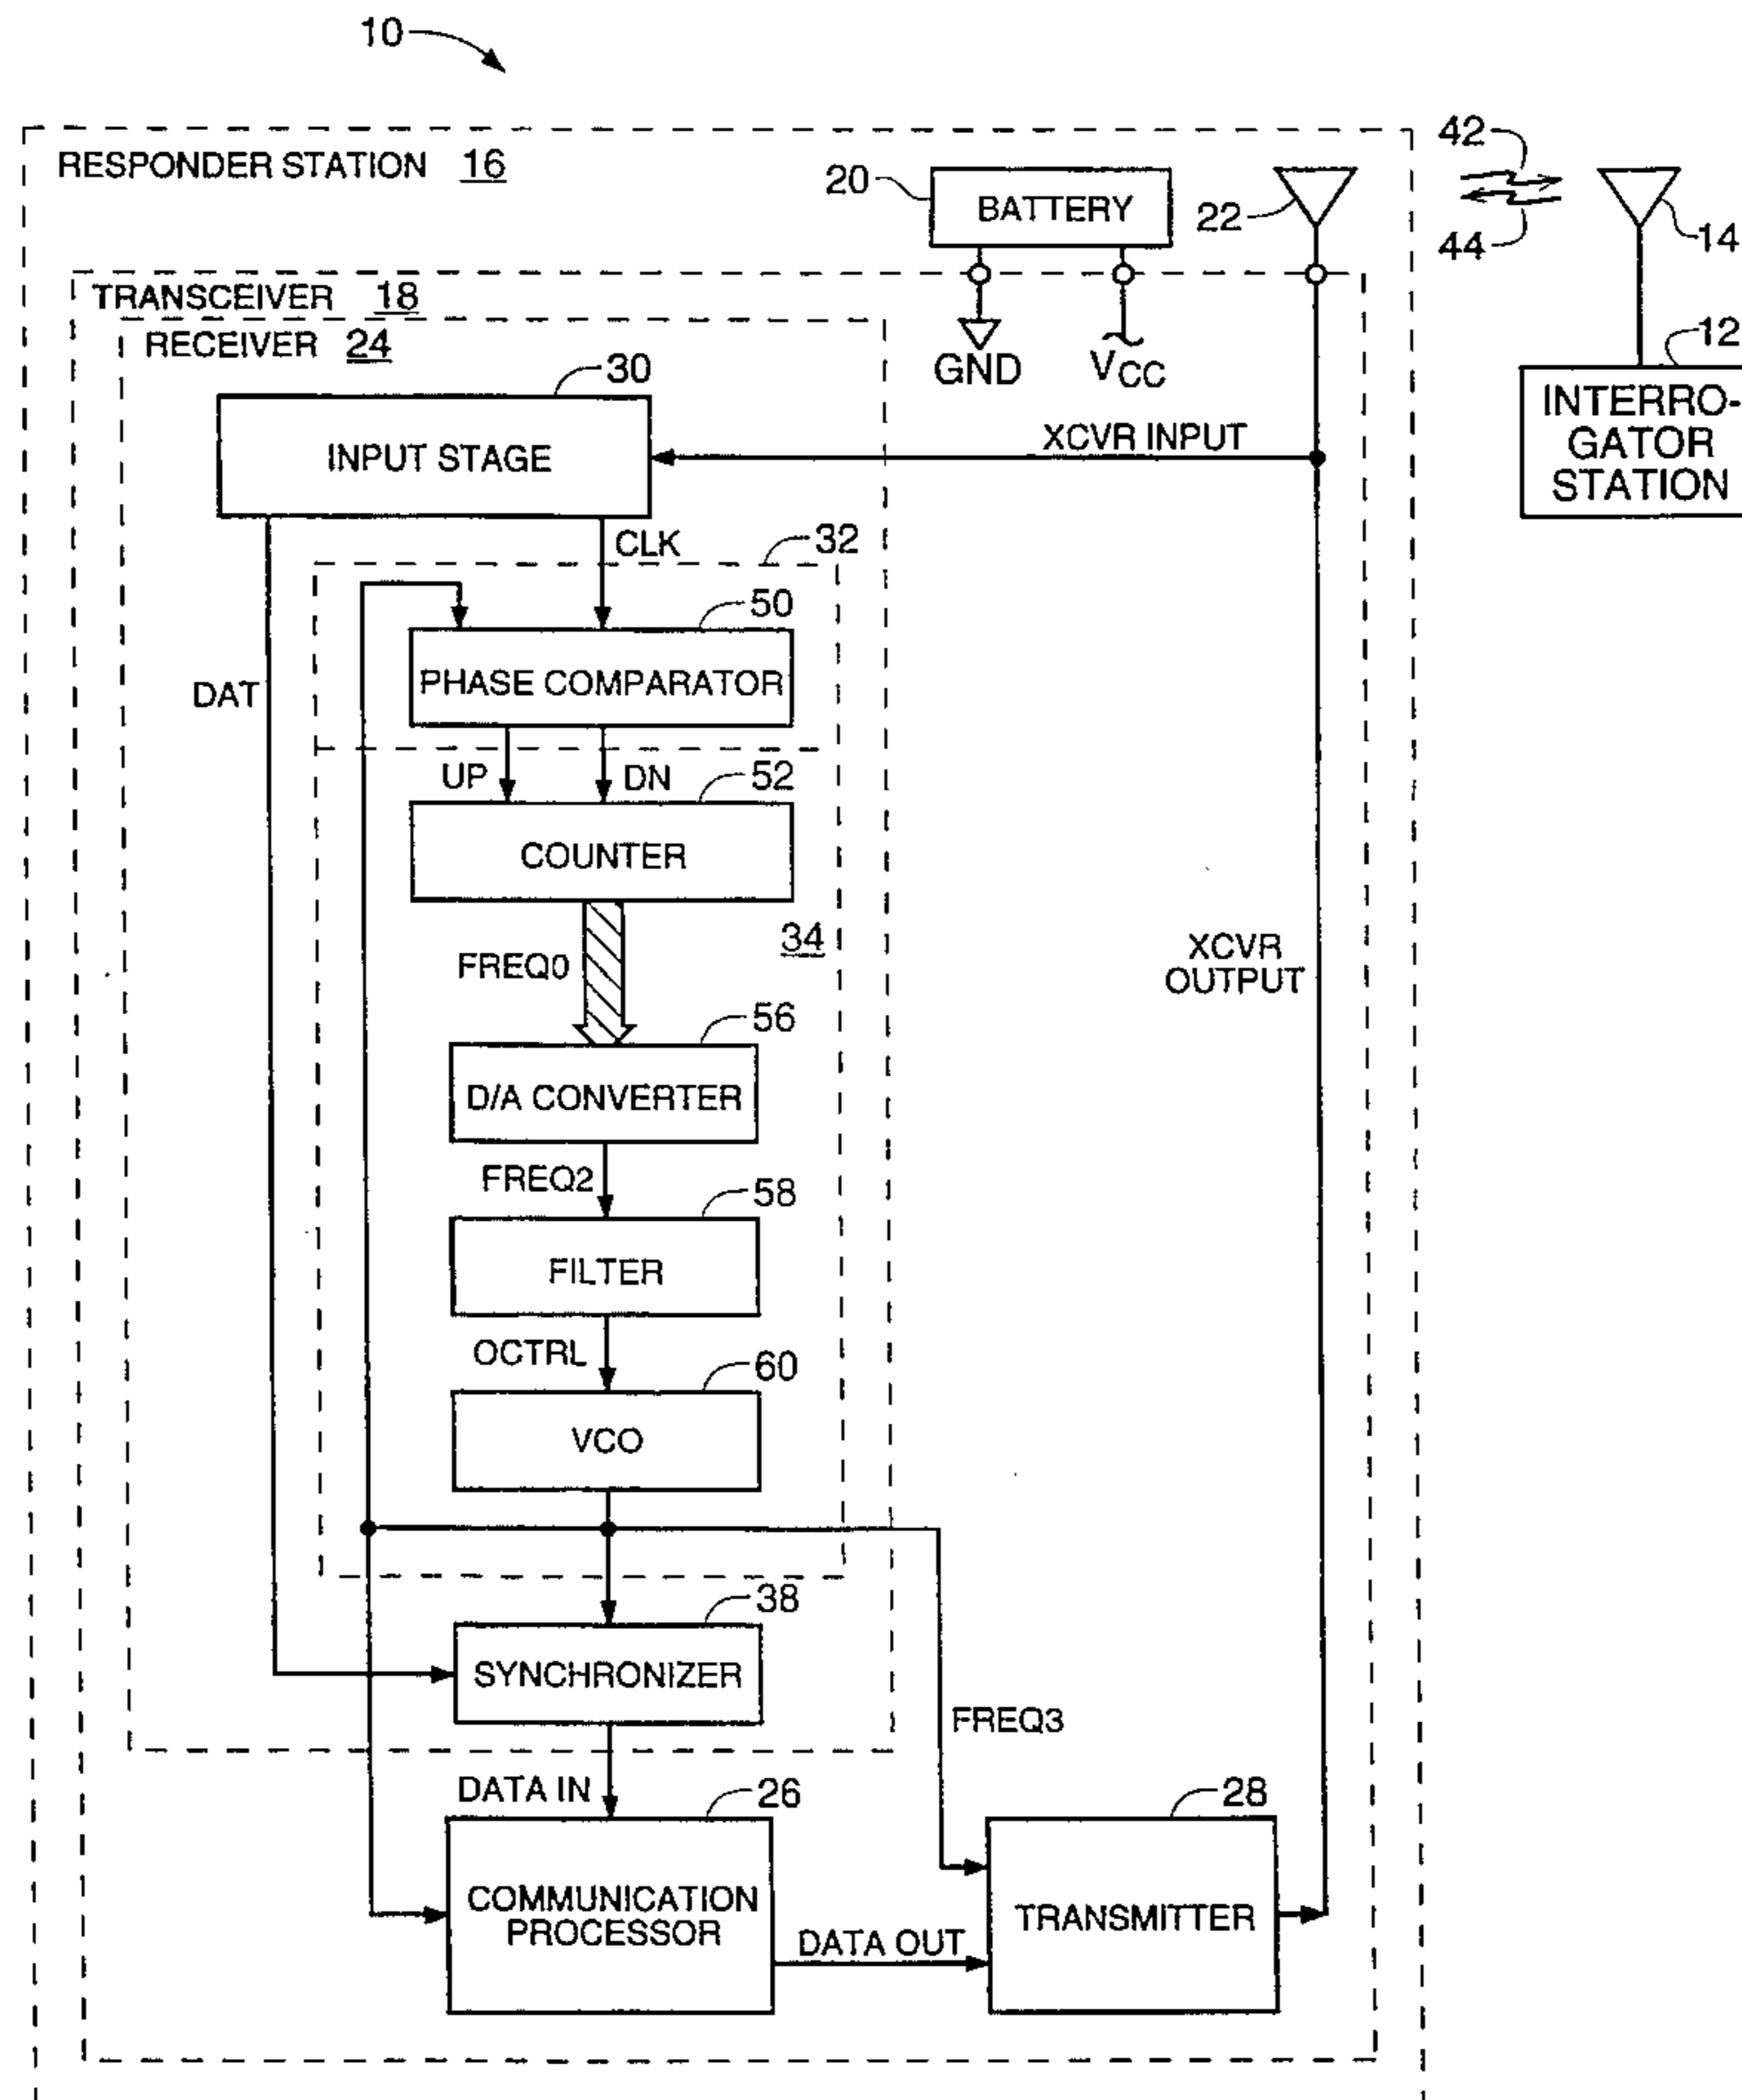 10
RESPONDER STATION 16
42
20
BATTERY
22
44
14
TRANSCEIVER 18
RECEIVER 24
GND
VCC
12
30
INPUT STAGE
XCVR INPUT
INTERRO-
GATOR
STATION
CLK
32
50
DAT
PHASE COMPARATOR
UP
DN
52
COUNTER
34
FREQ0
XCVR
OUTPUT
56
D/A CONVERTER
FREQ2
58
FILTER
OCTRL
60
VCO
38
SYNCHRONIZER
FREQ3
DATA IN
26
28
COMMUNICATION
PROCESSOR
TRANSMITTER
DATA OUT